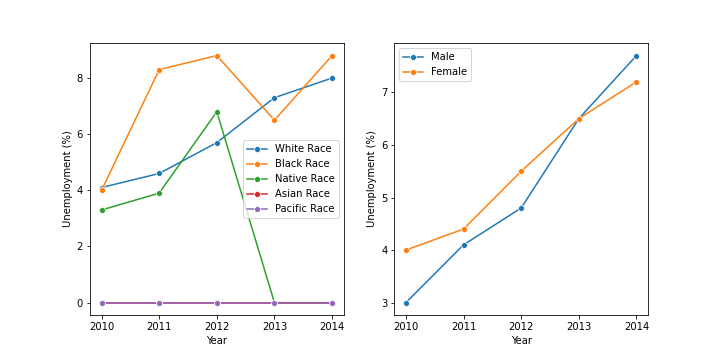 8
6
4
2
0
Unemployment (%)
White Race
Black Race
Native Race
Asian Race
Pacific Race
2010 2011 2012 2013 2014
Year
Male
Female
7
6
5
4
3
Unemployment (%)
2010 2011 2012 2013 2014
Year